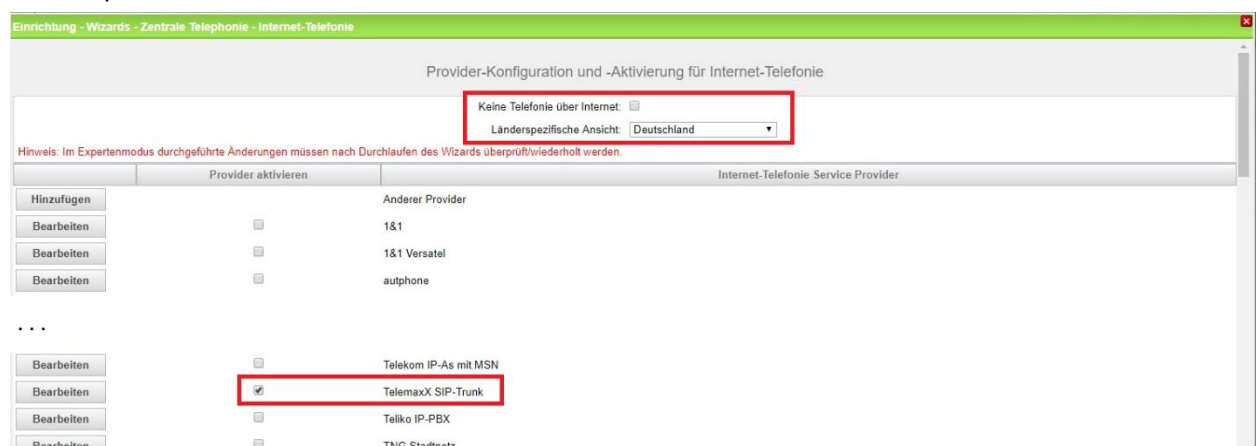 Einrichtung - Wizards - Zentrale Telephonie - Internet-Telefonie
Provider-Konfiguration und -Aktivierung für Internet-Telefonie
Keine Telefonie über Internet:
Länderspezifische Ansicht: Deutschland
Hinweis: Im Expertenmodus durchgeführte Änderungen müssen nach Durchlaufen des Wizards überprüft/wiederholt werden.
Provider aktivieren Internet-Telefonie Service Provider
Hinzufügen Anderer Provider
Bearbeiten 1&1
Bearbeiten 1&1 Versatel
Bearbeiten autphone
...
Bearbeiten Telekom IP-As mit MSN
Bearbeiten TelemaxX SIP-Trunk
Bearbeiten Teliko IP-PBX
Bearbeiten TNG Stadtnetz